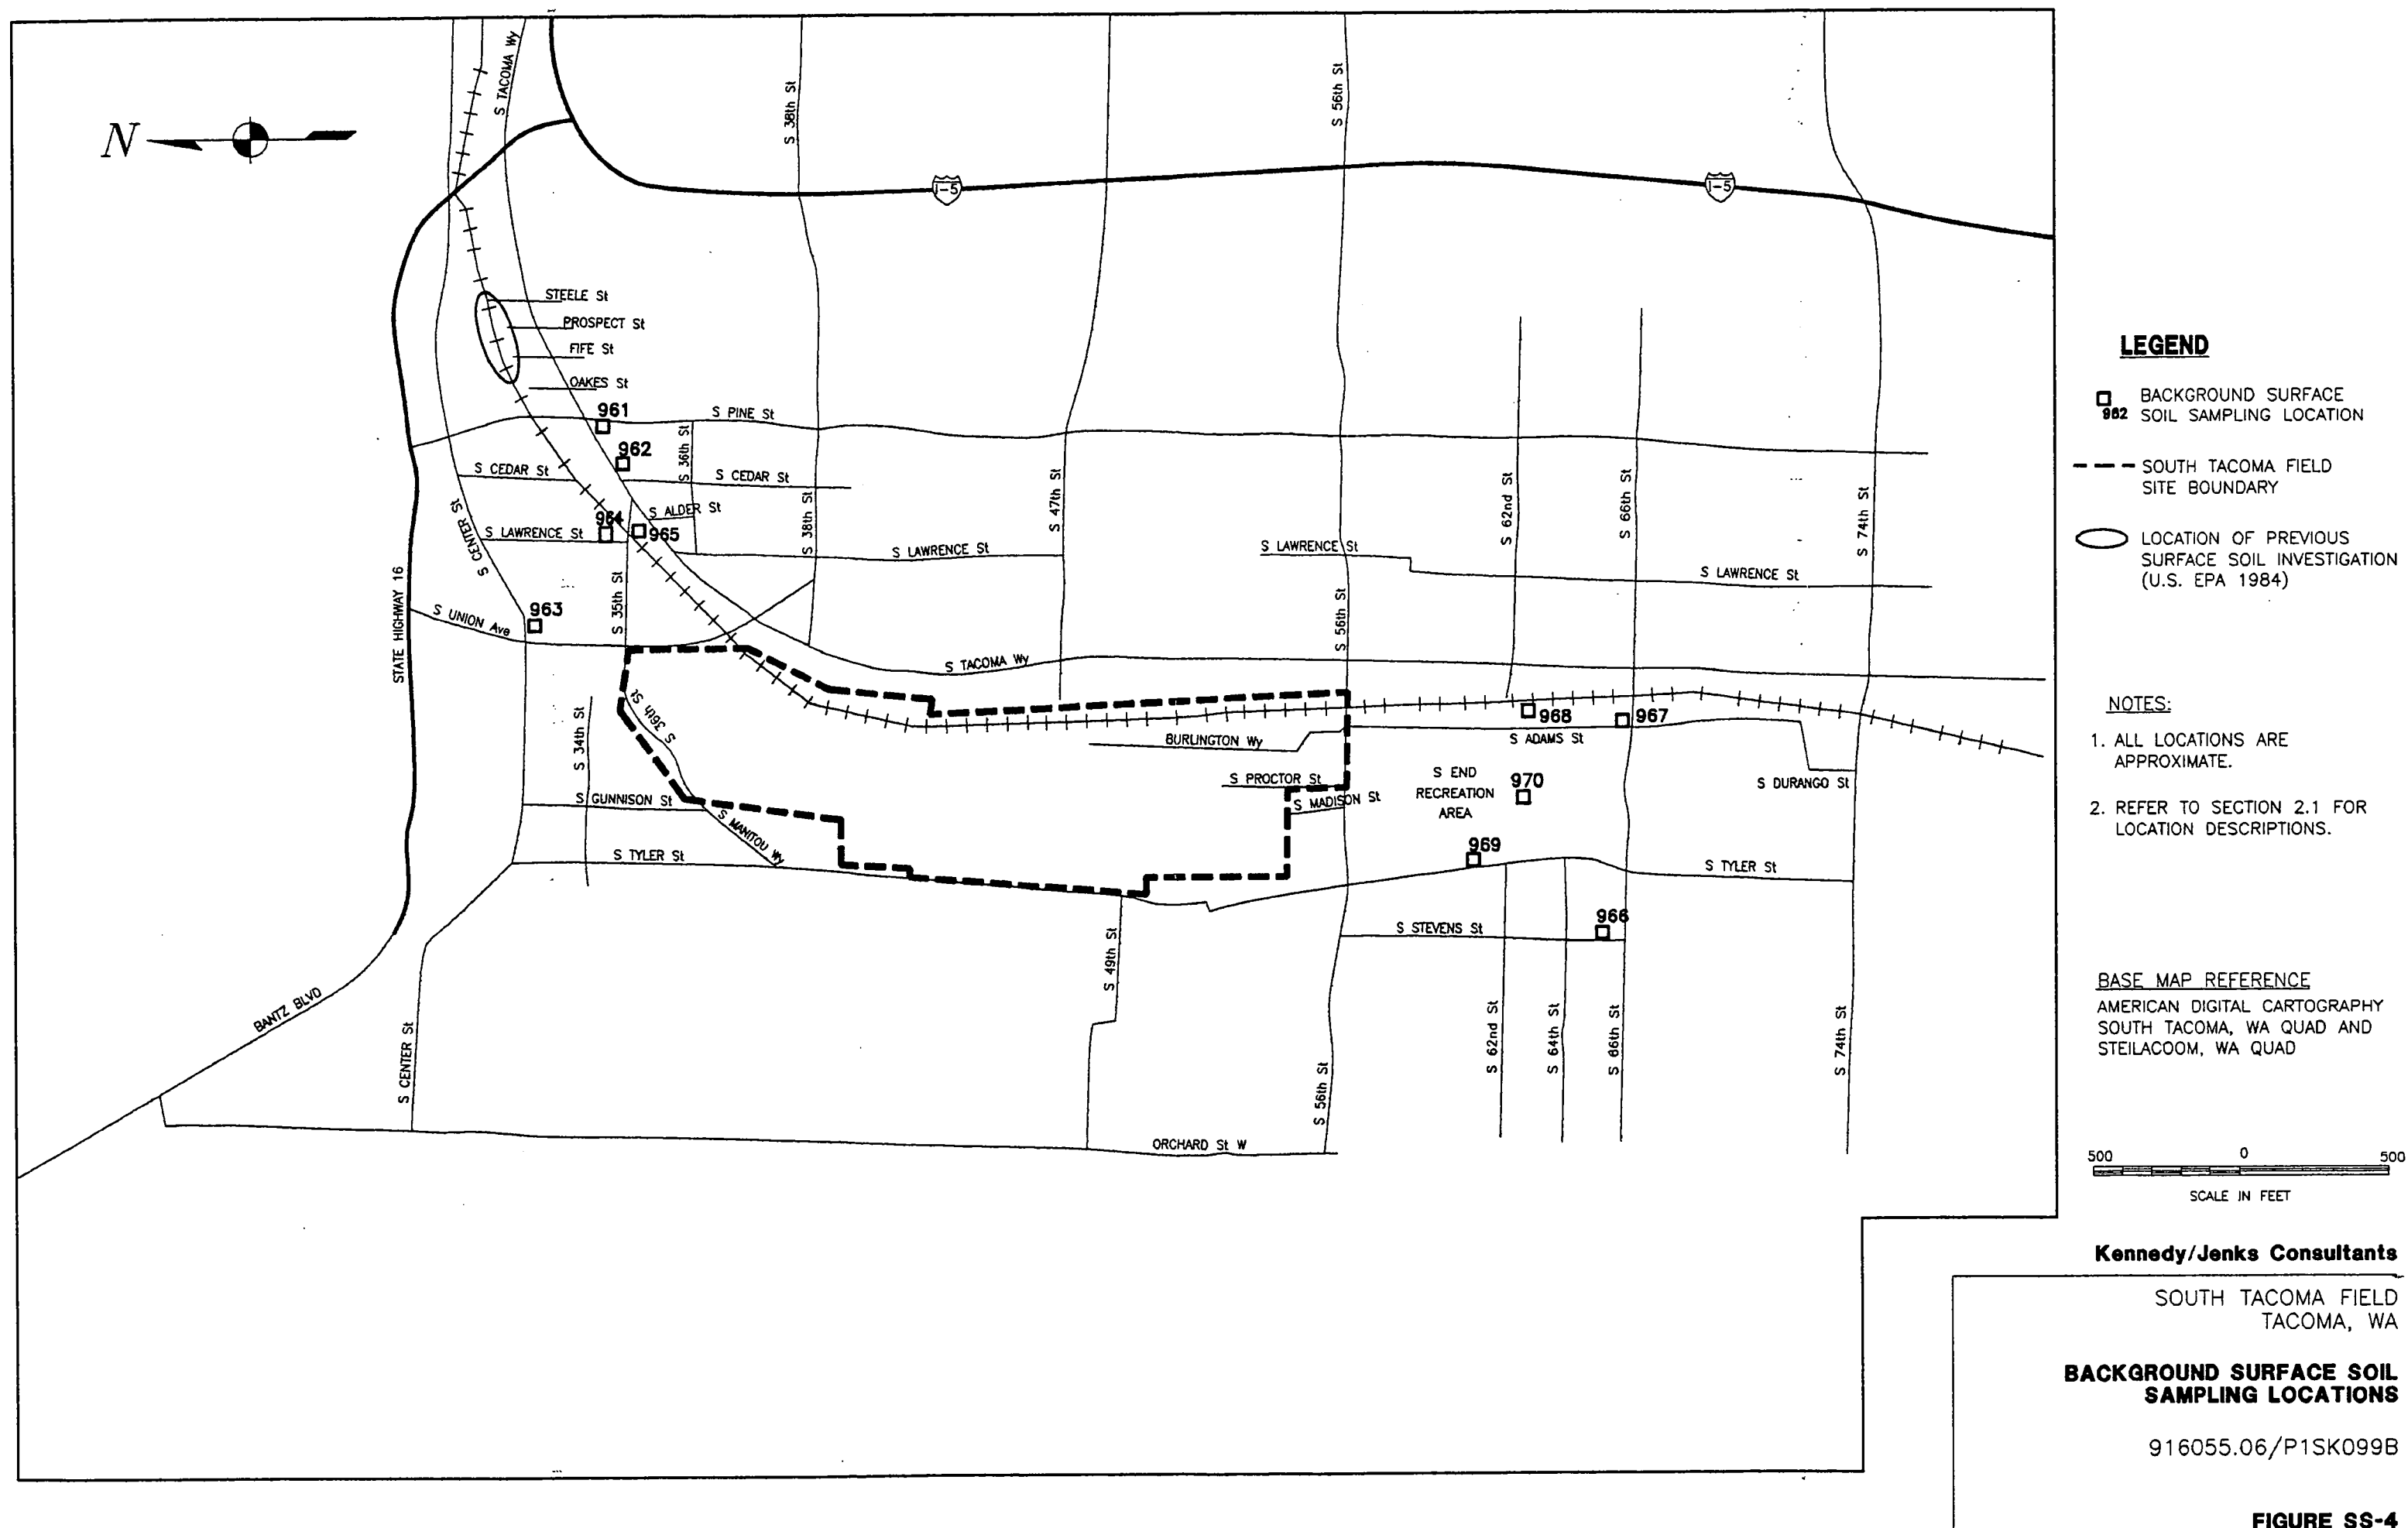 N
S TACOMA Wy
S 38th St
S 56th St
I-5
I-5
STEELE St
PROSPECT St
FIFE St
OAKES St
961
S PINE St
962
S 36th St
S CEDAR St
S CEDAR St
S CENTER St
964
S ALDER St
965
S LAWRENCE St
S 38th St
S LAWRENCE St
S 47th St
S LAWRENCE St
S LAWRENCE St
S 62nd St
S 66th St
S 74th St
STATE HIGHWAY 16
S UNION Ave
963
S 35th St
S 56th St
S TACOMA Wy
S 36th St
S 34th St
BURLINGTON Wy
968
967
S ADAMS St
S PROCTOR St
S MADISON St
S END
RECREATION
AREA
970
S DURANGO St
S GUNNISON St
S MANITOU Wy
S TYLER St
969
S TYLER St
966
S STEVENS St
S 49th St
BANTZ BLVD
S CENTER St
S 56th St
S 62nd St
S 64th St
S 66th St
S 74th St
ORCHARD St W
LEGEND
BACKGROUND SURFACE
962 SOIL SAMPLING LOCATION
SOUTH TACOMA FIELD
SITE BOUNDARY
LOCATION OF PREVIOUS
SURFACE SOIL INVESTIGATION
(U.S. EPA 1984)
NOTES:
1. ALL LOCATIONS ARE
APPROXIMATE.
2. REFER TO SECTION 2.1 FOR
LOCATION DESCRIPTIONS.
BASE MAP REFERENCE
AMERICAN DIGITAL CARTOGRAPHY
SOUTH TACOMA, WA QUAD AND
STEILACOOM, WA QUAD
500 0 500
SCALE IN FEET
Kennedy/Jenks Consultants
SOUTH TACOMA FIELD
TACOMA, WA
BACKGROUND SURFACE SOIL
SAMPLING LOCATIONS
916055.06/P1SK099B
FIGURE SS-4